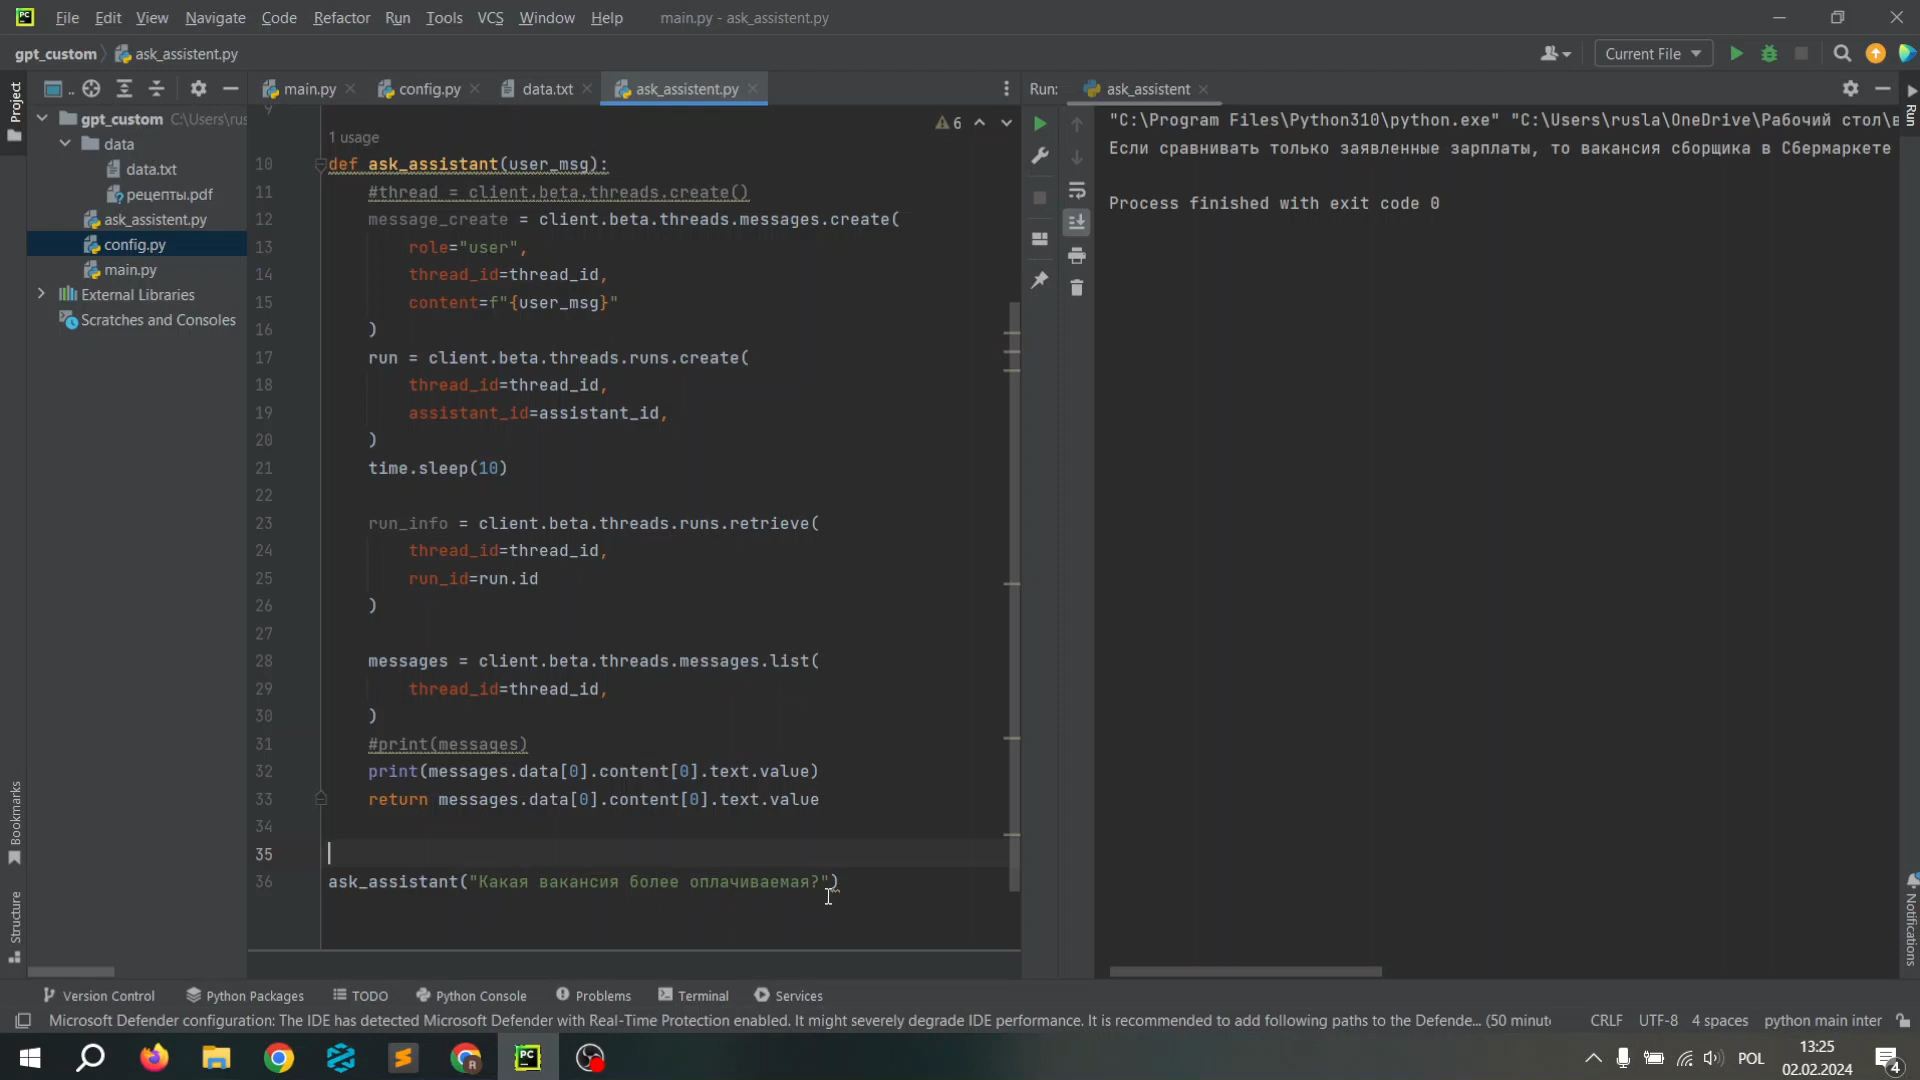 File Edit View Navigate Code Refactor Run Tools VCS Window Help main.py - ask_assistent.py
gpt_custom ask_assistent.py Current File
main.py config.py data.txt ask_assistent.py Run: ask_assistent
Project
gpt_custom C:\Users\rus
data
data.txt
рецепты.pdf
ask_assistent.py
config.py
main.py
External Libraries
Scratches and Consoles
Bookmarks
Structure
6
9
1 usage
10 def ask_assistant(user_msg):
11 #thread = client.beta.threads.create()
12 message_create = client.beta.threads.messages.create(
13 role="user",
14 thread_id=thread_id,
15 content=f"{user_msg}"
16 )
17 run = client.beta.threads.runs.create(
18 thread_id=thread_id,
19 assistant_id=assistant_id,
20 )
21 time.sleep(10)
22
23 run_info = client.beta.threads.runs.retrieve(
24 thread_id=thread_id,
25 run_id=run.id
26 )
27
28 messages = client.beta.threads.messages.list(
29 thread_id=thread_id,
30 )
31 #print(messages)
32 print(messages.data[0].content[0].text.value)
33 return messages.data[0].content[0].text.value
34
35
36 ask_assistant("Какая вакансия более оплачиваемая?")
"C:\Program Files\Python310\python.exe" "C:\Users\rusla\OneDrive\Рабочий стол\
Если сравнивать только заявленные зарплаты, то вакансия сборщика в Сбермаркете
Process finished with exit code 0
Run
Notifications
Version Control Python Packages TODO Python Console Problems Terminal Services
Microsoft Defender configuration: The IDE has detected Microsoft Defender with Real-Time Protection enabled. It might severely degrade IDE performance. It is recommended to add following paths to the Defende... (50 minut CRLF UTF-8 4 spaces python main inter
POL
13:25
02.02.2024
4